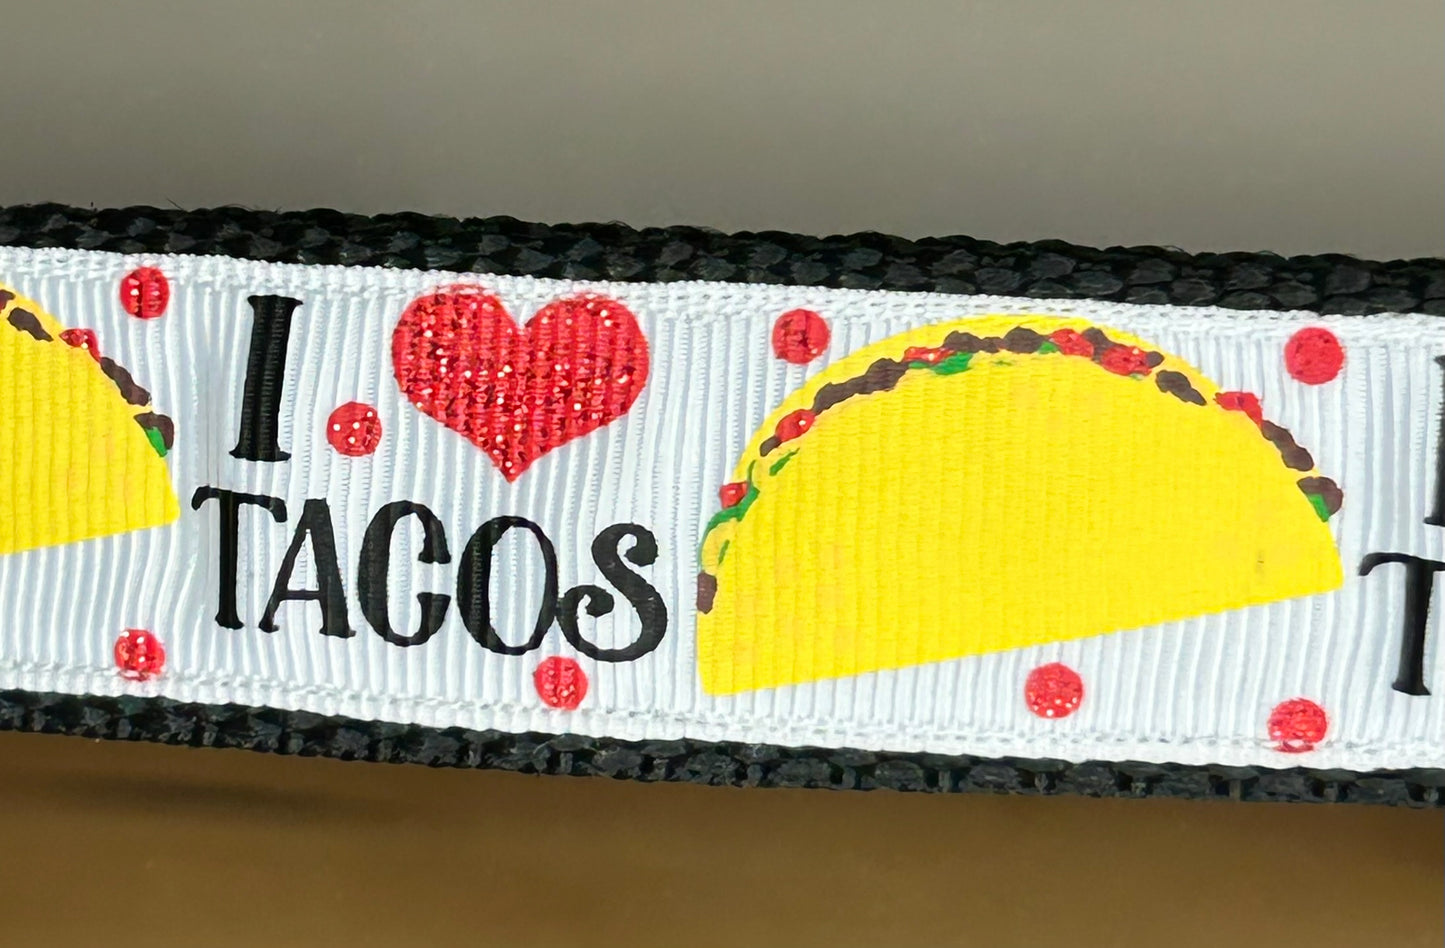 I ❤
TACOS